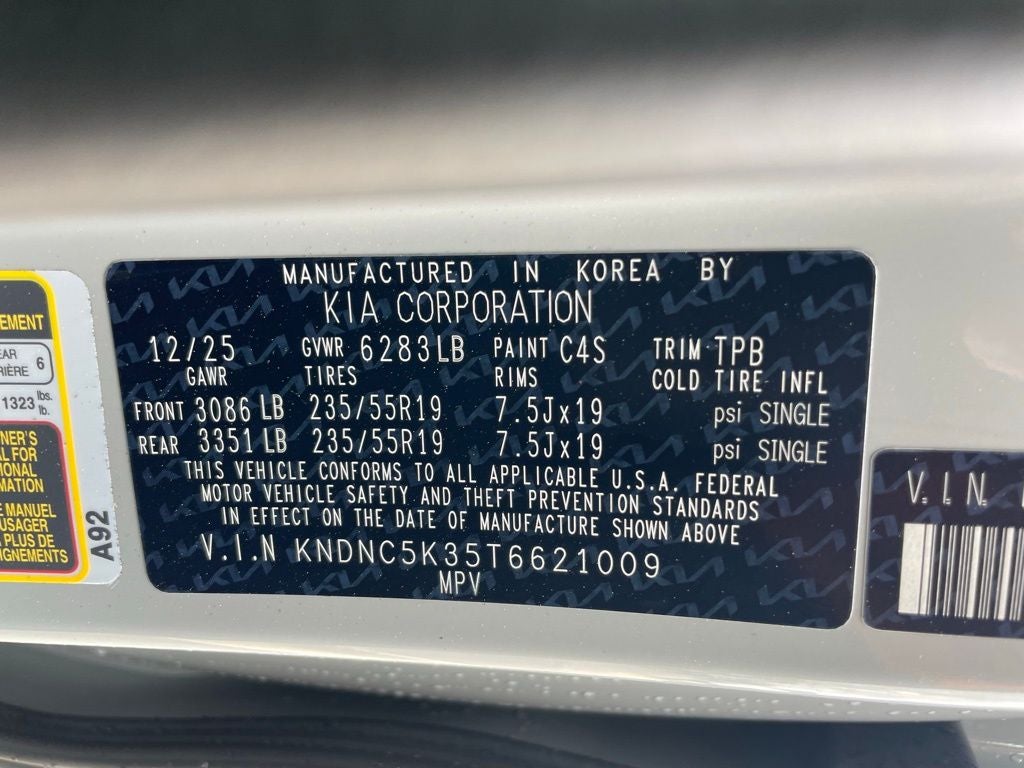 MANUFACTURED IN KOREA BY
KIA CORPORATION
12/25 GVWR 6283LB PAINT C4S TRIM TPB
GAWR TIRES RIMS COLD TIRE INFL
FRONT 3086 LB 235/55R19 7.5Jx19 psi SINGLE
REAR 3351 LB 235/55R19 7.5Jx19 psi SINGLE
THIS VEHICLE CONFORMS TO ALL APPLICABLE U.S.A. FEDERAL
MOTOR VEHICLE SAFETY AND THEFT PREVENTION STANDARDS
IN EFFECT ON THE DATE OF MANUFACTURE SHOWN ABOVE
V.I.N KNDNC5K35T6621009
MPV
EMENT
EAR
RIÈRE 6
1323 lbs.
lb.
NER'S
AL FOR
IONAL
MATION
E MANUEL
USAGER
PLUS DE
IGNEMENTS
A92
V.I.N.